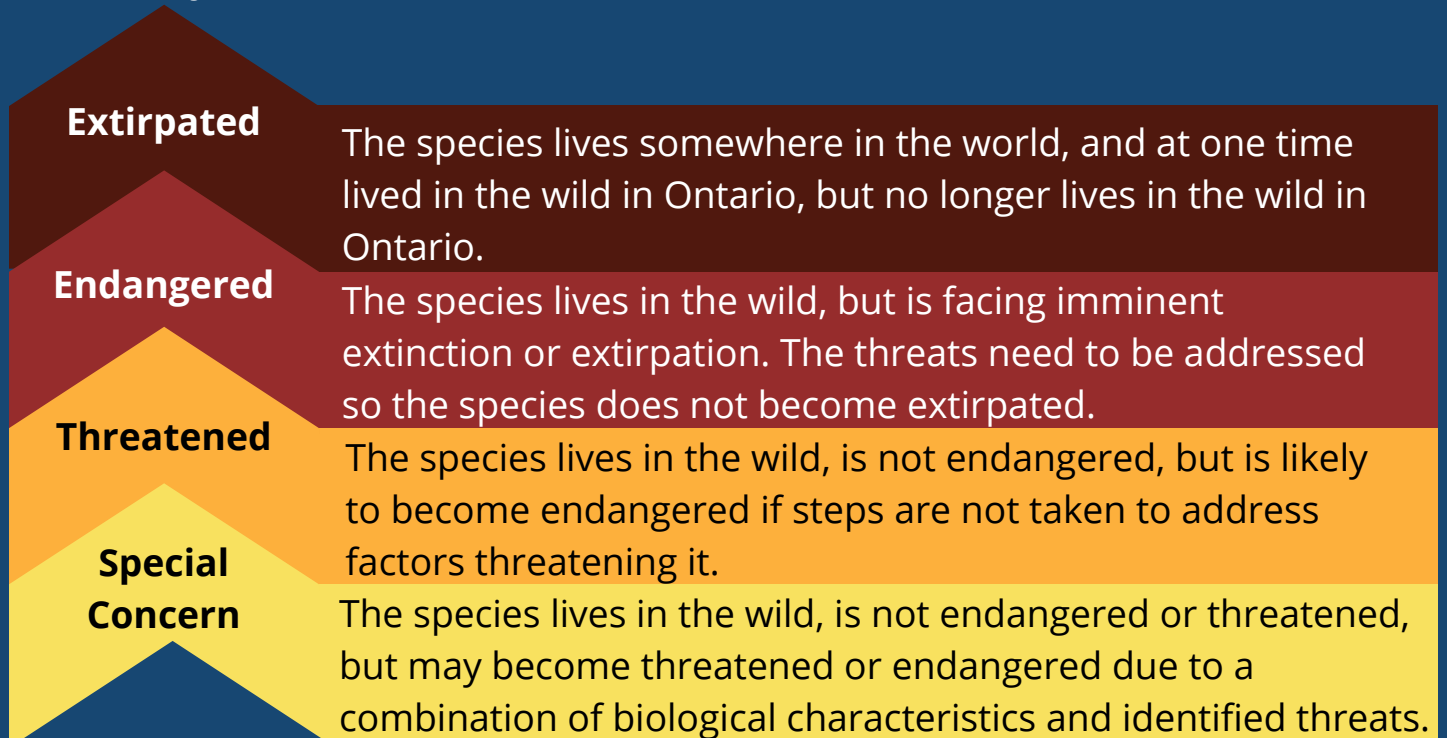 Extirpated
The species lives somewhere in the world, and at one time
lived in the wild in Ontario, but no longer lives in the wild in
Ontario.
Endangered
The species lives in the wild, but is facing imminent
extinction or extirpation. The threats need to be addressed
so the species does not become extirpated.
Threatened
The species lives in the wild, is not endangered, but is likely
to become endangered if steps are not taken to address
factors threatening it.
Special
Concern
The species lives in the wild, is not endangered or threatened,
but may become threatened or endangered due to a
combination of biological characteristics and identified threats.